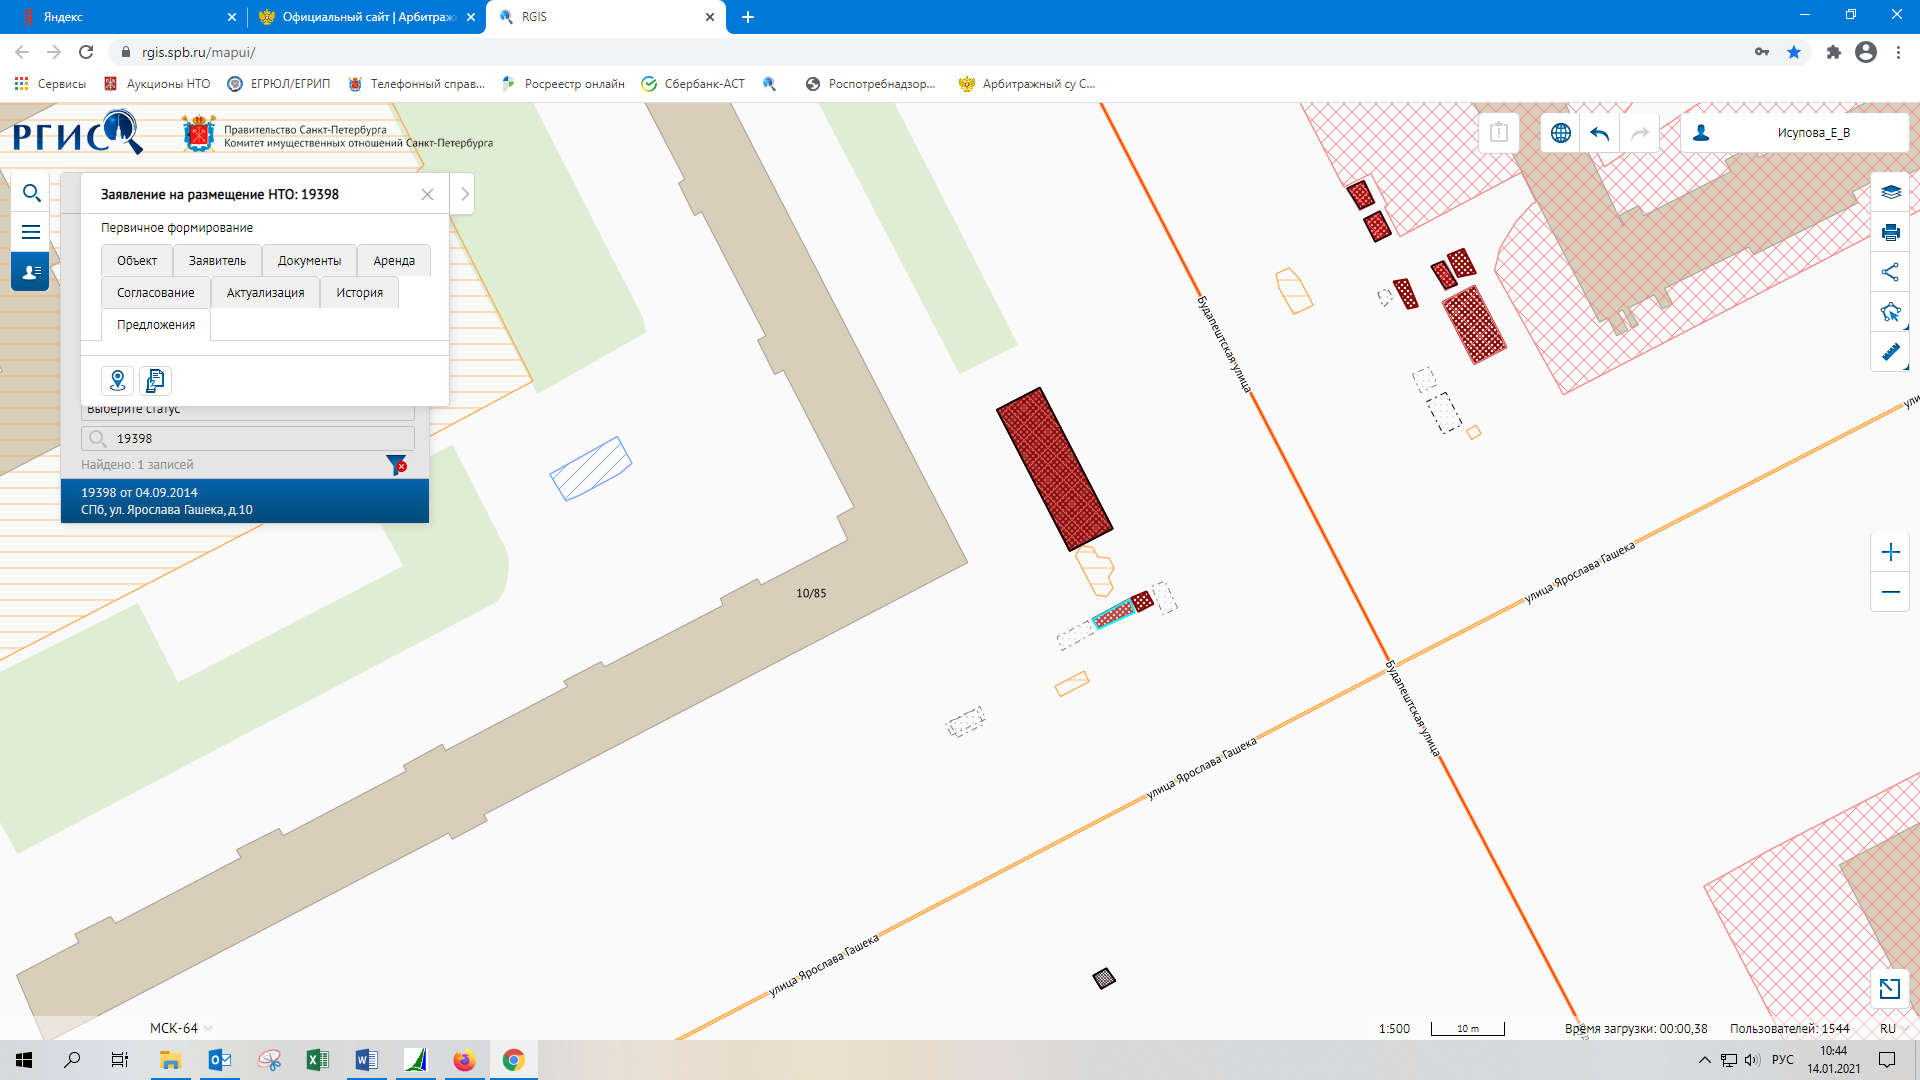 Яндекс
Официальный сайт | Арбитраж
RGIS
rgis.spb.ru/mapui/
Сервисы
Аукционы НТО
ЕГРЮЛ/ЕГРИП
Телефонный справ...
Росреестр онлайн
Сбербанк-АСТ
Роспотребнадзор...
Арбитражный су С...
РГИС
Правительство Санкт-Петербурга
Комитет имущественных отношений Санкт-Петербурга
Исупова_Е_В
Заявление на размещение НТО: 19398
Первичное формирование
Объект
Заявитель
Документы
Аренда
Согласование
Актуализация
История
Предложения
Выберите статус
19398
Найдено: 1 записей
19398 от 04.09.2014
СПб, ул. Ярослава Гашека, д.10
Будапештская улица
ули
улица Ярослава Гашека
10/85
Будапештская улица
улица Ярослава Гашека
улица Ярослава Гашека
МСК-64
1:500
10 m
Время загрузки: 00:00,38
Пользователей: 1544
RU
РУС
10:44
14.01.2021